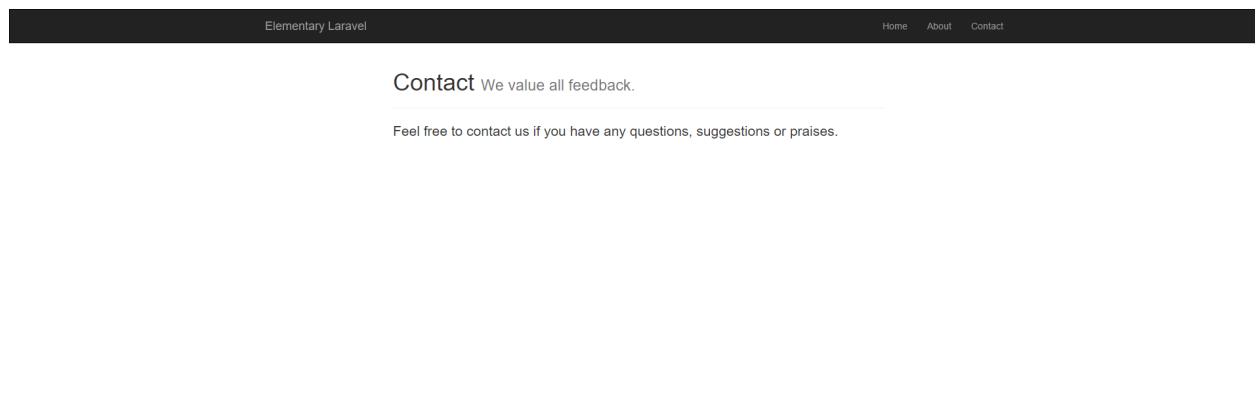 Elementary Laravel Home About Contact
Contact We value all feedback.
Feel free to contact us if you have any questions, suggestions or praises.